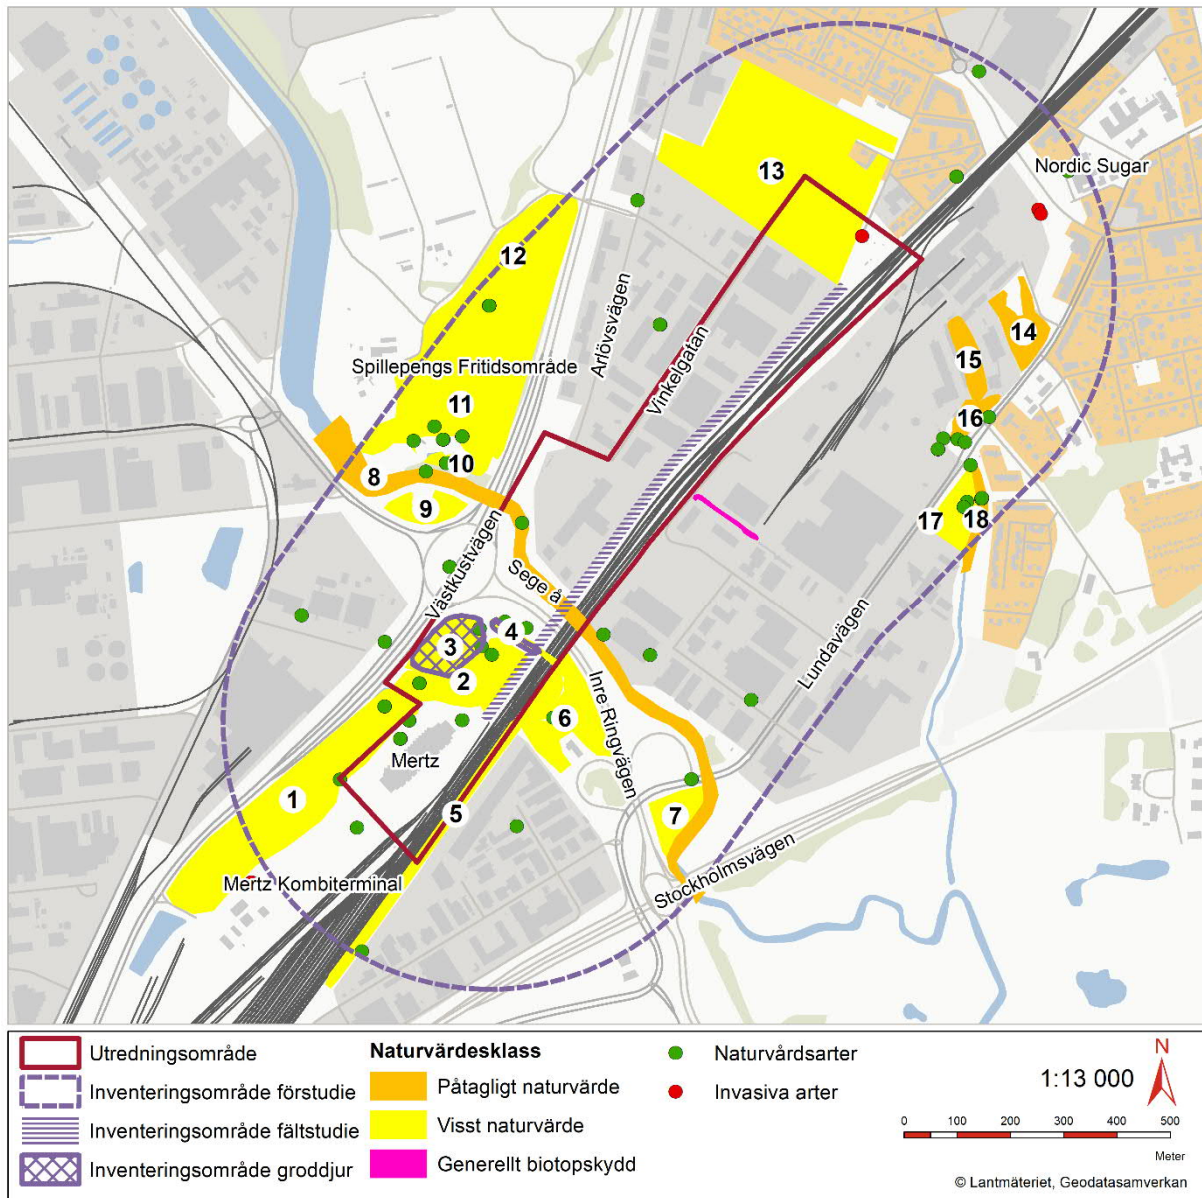 Nordic Sugar
13
12
Arlövsvägen
Vinkelgatan
Spillepengs Fritidsområde
14
15
11
16
10
8
9
17
18
Västkustvägen
Sege å
3
4
2
Lundavägen
6
Inre Ringvägen
Mertz
1
5
7
Stockholmsvägen
Mertz Kombiterminal
Utredningsområde
Inventeringsområde förstudie
Inventeringsområde fältstudie
Inventeringsområde groddjur
Naturvärdesklass
Påtagligt naturvärde
Visst naturvärde
Generellt biotopskydd
Naturvårdsarter
Invasiva arter
1:13 000
N
0 100 200 300 400 500
Meter
© Lantmäteriet, Geodatasamverkan